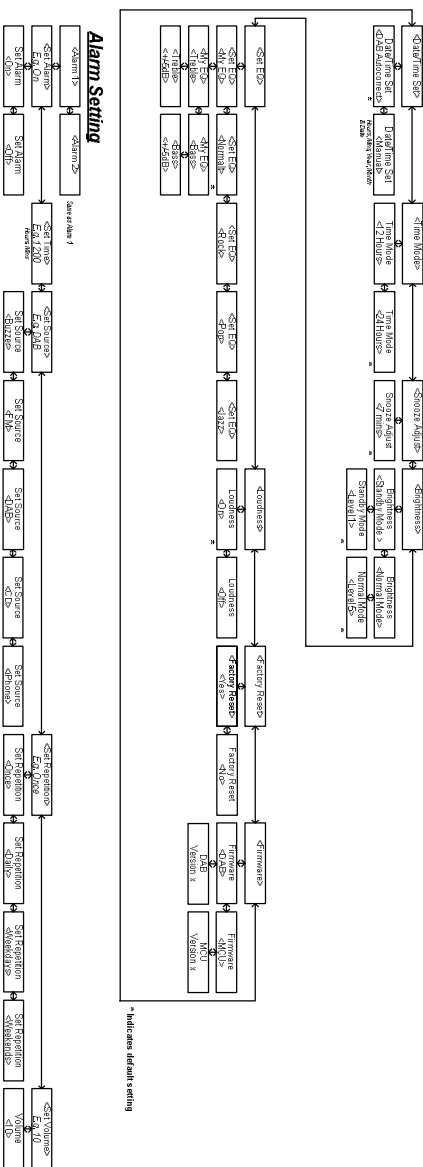 <Date/Time Set>
<Time Mode>
<Snooze Adjust>
<Brightness>
Date/Time Set
<DAB Autocorrect>
*
Date/Time Set
<Manual>
Hours, Mins, Year, Month
& Date
Time Mode
<12 Hours>
Time Mode
<24 Hours>
*
Snooze Adjust
<7 mins>
*
Brightness
<Standby Mode >
Brightness
<Normal Mode>
Standby Mode
<Level 1>
*
Normal Mode
<Level 5>
*
<Set EQ>
<Loudness>
<Factory Reset>
<Firmware>
<Set EQ>
<My EQ>
<Set EQ>
<Normal>
*
<Set EQ>
<Rock>
<Set EQ>
<Pop>
<Set EQ>
<Jazz>
Loudness
<On>
*
Loudness
<Off>
<Factory Reset>
<Yes>
Factory Reset
<No>
Firmware
<DAB>
Firmware
<MCU>
<My EQ>
<Treble>
<My EQ>
<Bass>
DAB
Version x
MCU
Version x
<Treble>
<+/-5dB>
<Bass>
<+/-5dB>
* Indicates default setting
Alarm Setting
<Alarm 1>
<Alarm 2>
Same as Alarm 1
<Set Alarm>
E.g. On
<Set Time>
E.g. 1200
Hours Mins
<Set Source>
E.g. DAB
<Set Repetition>
E.g. Once
<Set Volume>
E.g. 10
Set Alarm
<On>
Set Alarm
<Off>
Set Source
<Buzzer>
Set Source
<FM>
Set Source
<DAB>
Set Source
<CD>
Set Source
<iPhone>
Set Repetition
<Once>
Set Repetition
<Daily>
Set Repetition
<Weekdays>
Set Repetition
<Weekends>
Volume
<10>